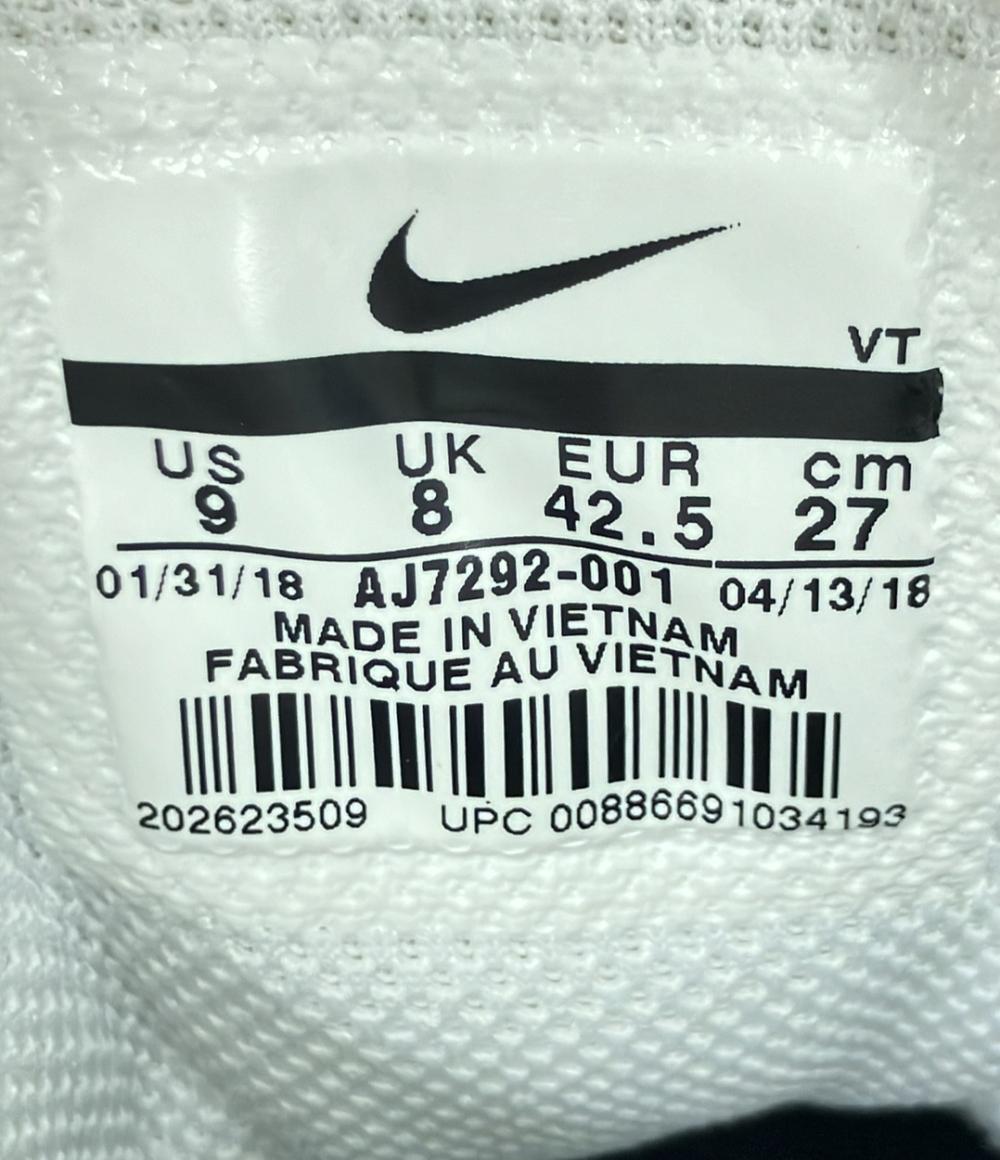 VT
US UK EUR cm
9 8 42.5 27
01/31/18 AJ7292-001 04/13/18
MADE IN VIETNAM
FABRIQUE AU VIETNAM
202623509 UPC 00886691034193